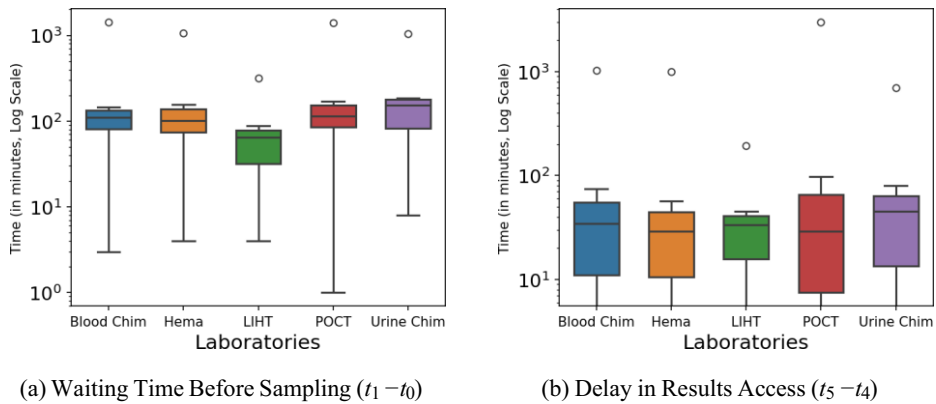 Time (in minutes, Log Scale)
10³
10²
10¹
10⁰
Blood Chim Hema LIHT POCT Urine Chim
Laboratories
(a) Waiting Time Before Sampling (t₁ −t₀)
Time (in minutes, Log Scale)
10³
10²
10¹
Blood Chim Hema LIHT POCT Urine Chim
Laboratories
(b) Delay in Results Access (t₅ −t₄)